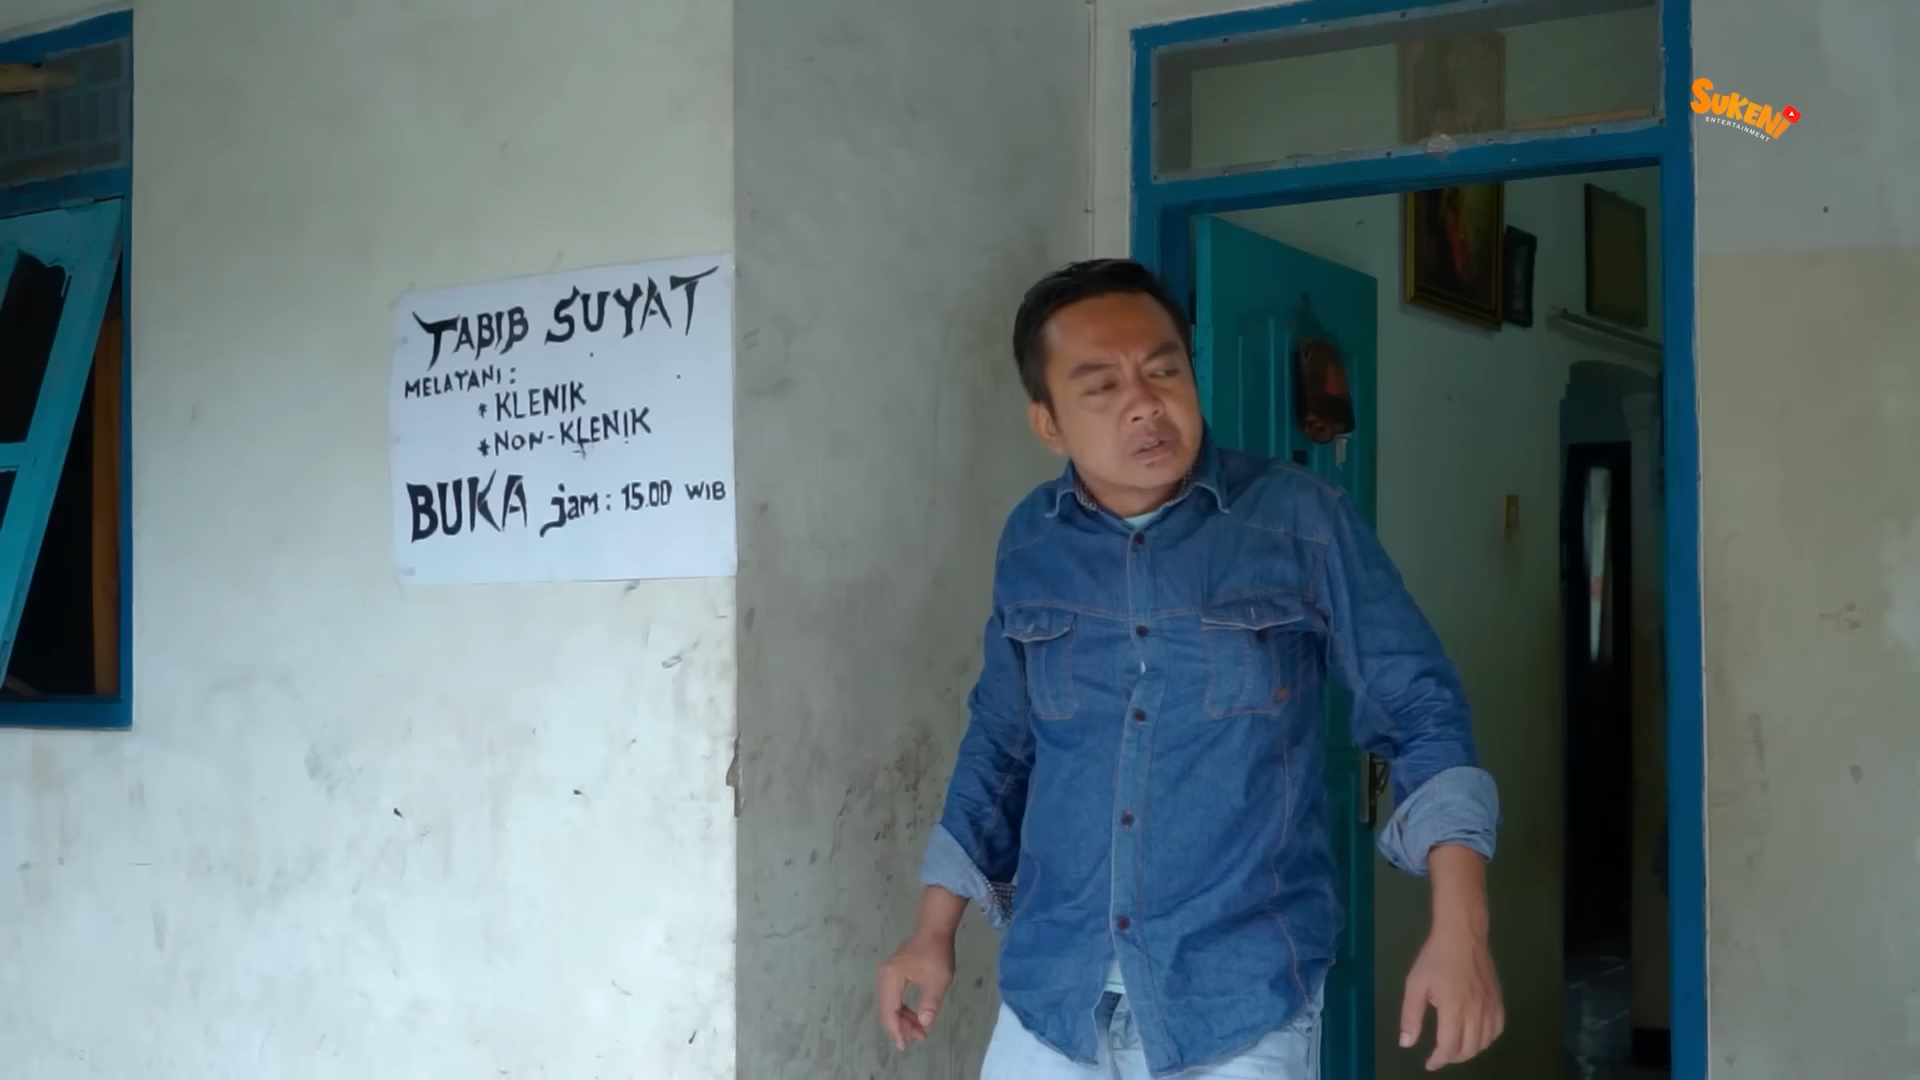 TABIB SUYAT
MELAYANI :
* KLENIK
* NON-KLENIK
BUKA jam : 15.00 WIB
SUKENI
ENTERTAINMENT